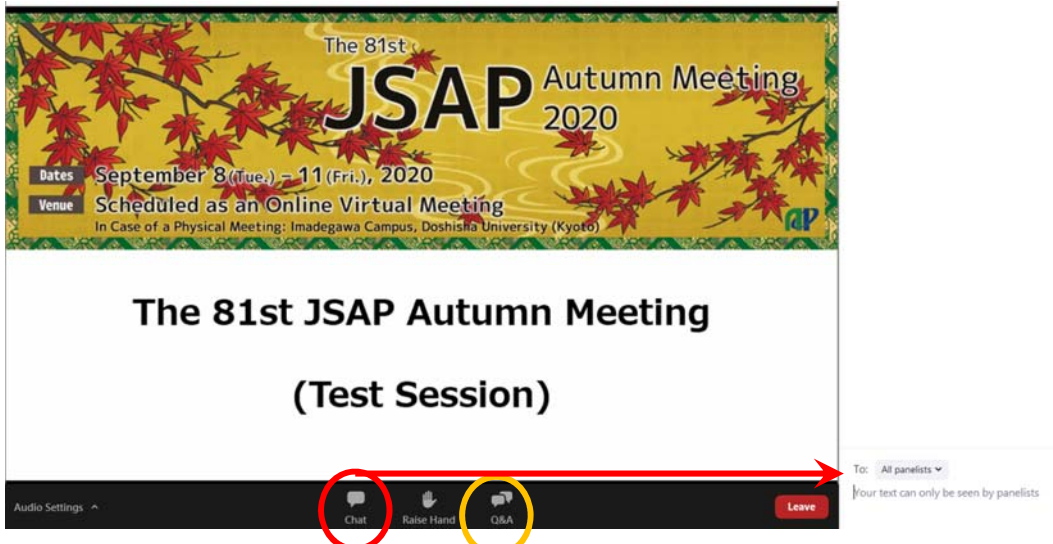 The 81st
JSAP Autumn Meeting
2020
Dates September 8(Tue.) – 11(Fri.), 2020
Venue Scheduled as an Online Virtual Meeting
In Case of a Physical Meeting: Imadegawa Campus, Doshisha University (Kyoto)
The 81st JSAP Autumn Meeting
(Test Session)
To: All panelists
Your text can only be seen by panelists
Audio Settings
Chat
Raise Hand
Q&A
Leave